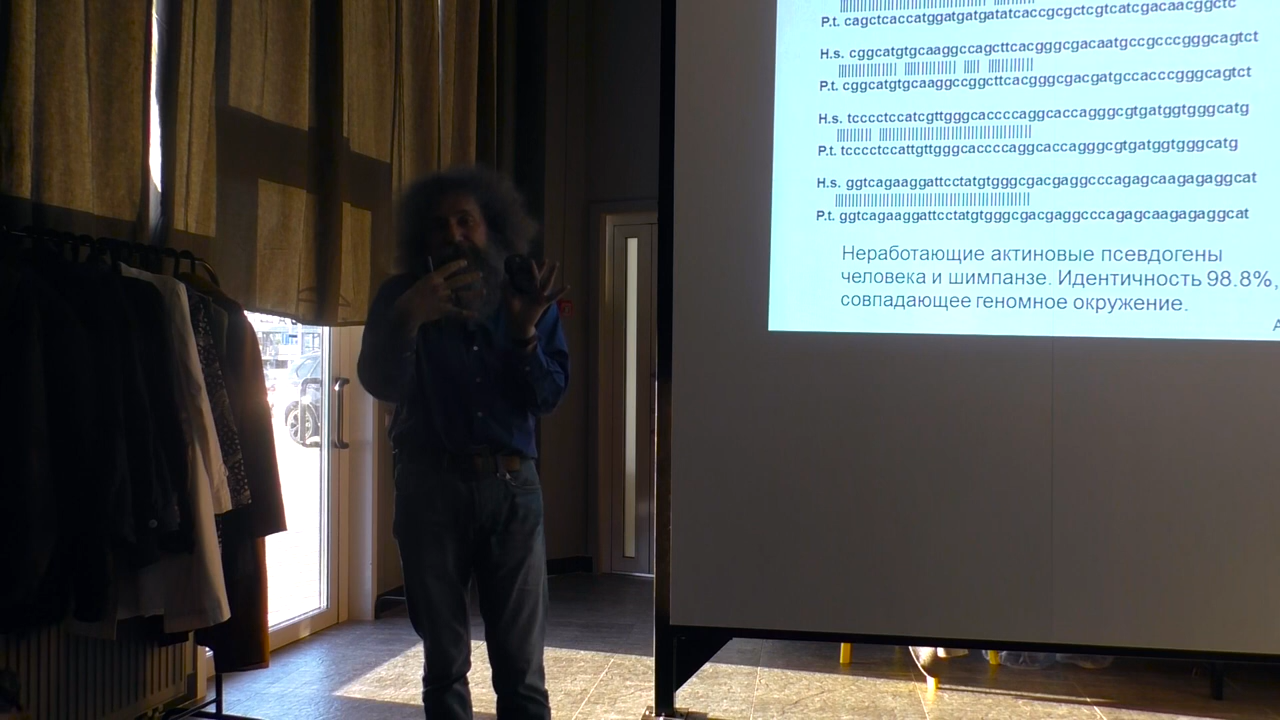 P.t. cagctcaccatggatgatgatatcaccgcgctcgtcatcgacaacggctc
H.s. cggcatgtgcaaggccagcttcacgggcgacaatgccgcccgggcagtct
P.t. cggcatgtgcaaggccggcttcacgggcgacgatgccacccgggcagtct
H.s. tcccctccatcgttgggcaccccaggcaccagggcgtgatggtgggcatg
P.t. tcccctccattgttgggcaccccaggcaccagggcgtgatggtgggcatg
H.s. ggtcagaaggattcctatgtgggcgacgaggcccagagcaagagaggcat
P.t. ggtcagaaggattcctatgtgggcgacgaggcccagagcaagagaggcat
Неработающие актиновые псевдогены
человека и шимпанзе. Идентичность 98.8%,
совпадающее геномное окружение.